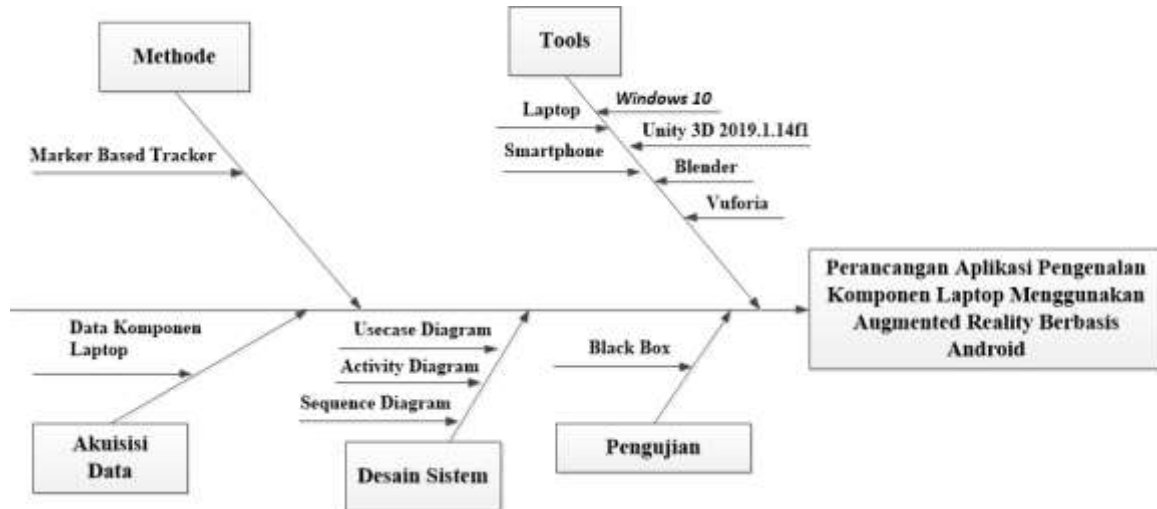 Methode
Tools
Windows 10
Laptop
Unity 3D 2019.1.14f1
Smartphone
Marker Based Tracker
Blender
Vuforia
Perancangan Aplikasi Pengenalan
Komponen Laptop Menggunakan
Augmented Reality Berbasis
Android
Data Komponen
Laptop
Usecase Diagram
Activity Diagram
Sequence Diagram
Black Box
Akuisisi
Data
Desain Sistem
Pengujian